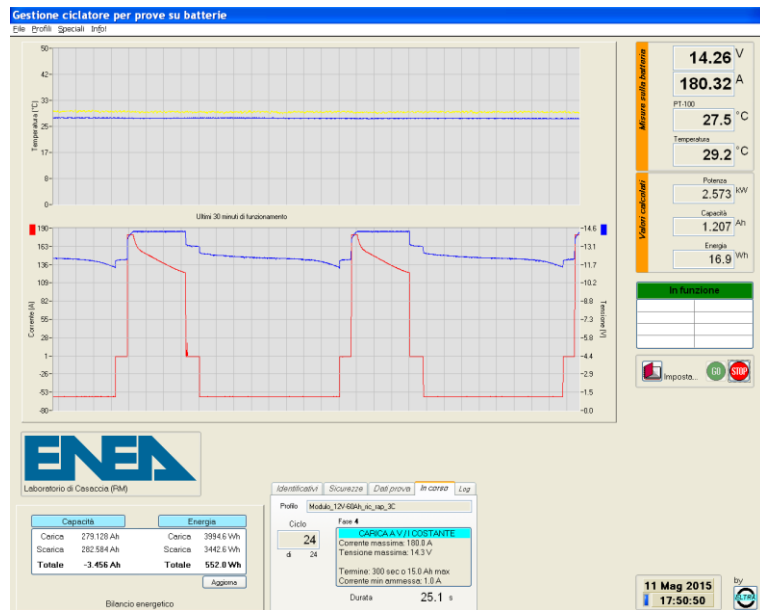 Gestione ciclatore per prove su batterie
File Profili Speciali Info!
50-
42-
33-
25-
17-
8-
0-
Temperatura (°C)
Ultimi 30 minuti di funzionamento
190
163-
136-
109-
82-
55-
28-
1-
-26-
-53-
-80-
Corrente [A]
-14.6
-13.1
-11.7
-10.2
-8.8
-7.3
-5.8
-4.4
-2.9
-1.5
-0.0
Tensione [V]
Misure sulla batteria
14.26 V
180.32 A
PT-100
27.5 °C
Temperatura
29.2 °C
Valori calcolati
Potenza
2.573 kW
Capacità
1.207 Ah
Energia
16.9 Wh
In funzione
Imposta...
GO
STOP
ENEA
Laboratorio di Casaccia (RM)
Capacità Energia
Carica 279.128 Ah Carica 3994.6 Wh
Scarica 282.584 Ah Scarica 3442.6 Wh
Totale -3.456 Ah Totale 552.0 Wh
Aggiorna
Bilancio energetico
Identificativi Sicurezze Dati prova In corso Log
Profilo Modulo_12V-60Ah_ric_rap_3C
Ciclo
24
di 24
Fase 4
CARICA A V / I COSTANTE
Corrente massima: 180.0 A
Tensione massima: 14.3 V
Termine: 300 sec o 15.0 Ah max
Corrente min ammessa: 1.0 A
Durata 25.1 s
11 Mag 2015
17:50:50
by
ELTRA